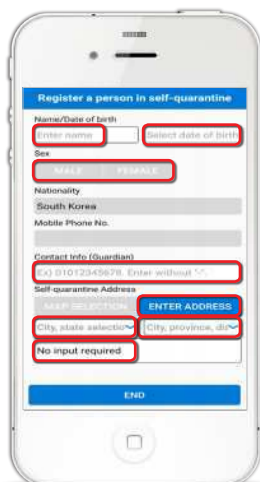 Register a person in self-quarantine
Name/Date of birth
Enter name Select date of birth
Sex
MALE FEMALE
Nationality
South Korea
Mobile Phone No.
Contact Info (Guardian)
Ex) 01012345678. Enter without "-".
Self-quarantine Address
MAP SELECTION ENTER ADDRESS
City, state selectio City, province, dis
No input required
END